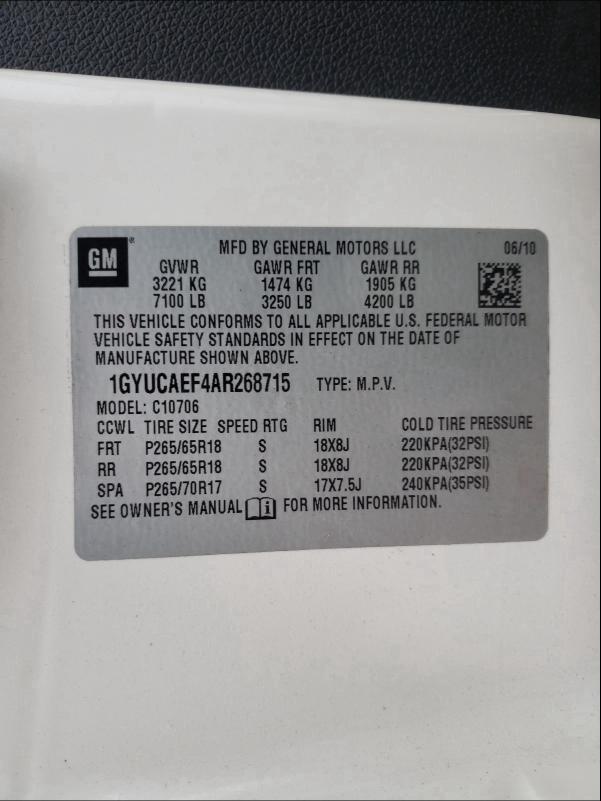 GM ®
MFD BY GENERAL MOTORS LLC 06/10
GVWR GAWR FRT GAWR RR
3221 KG 1474 KG 1905 KG
7100 LB 3250 LB 4200 LB
THIS VEHICLE CONFORMS TO ALL APPLICABLE U.S. FEDERAL MOTOR
VEHICLE SAFETY STANDARDS IN EFFECT ON THE DATE OF
MANUFACTURE SHOWN ABOVE.
1GYUCAEF4AR268715 TYPE: M.P.V.
MODEL: C10706
CCWL TIRE SIZE SPEED RTG RIM COLD TIRE PRESSURE
FRT P265/65R18 S 18X8J 220KPA(32PSI)
RR P265/65R18 S 18X8J 220KPA(32PSI)
SPA P265/70R17 S 17X7.5J 240KPA(35PSI)
SEE OWNER'S MANUAL i FOR MORE INFORMATION.